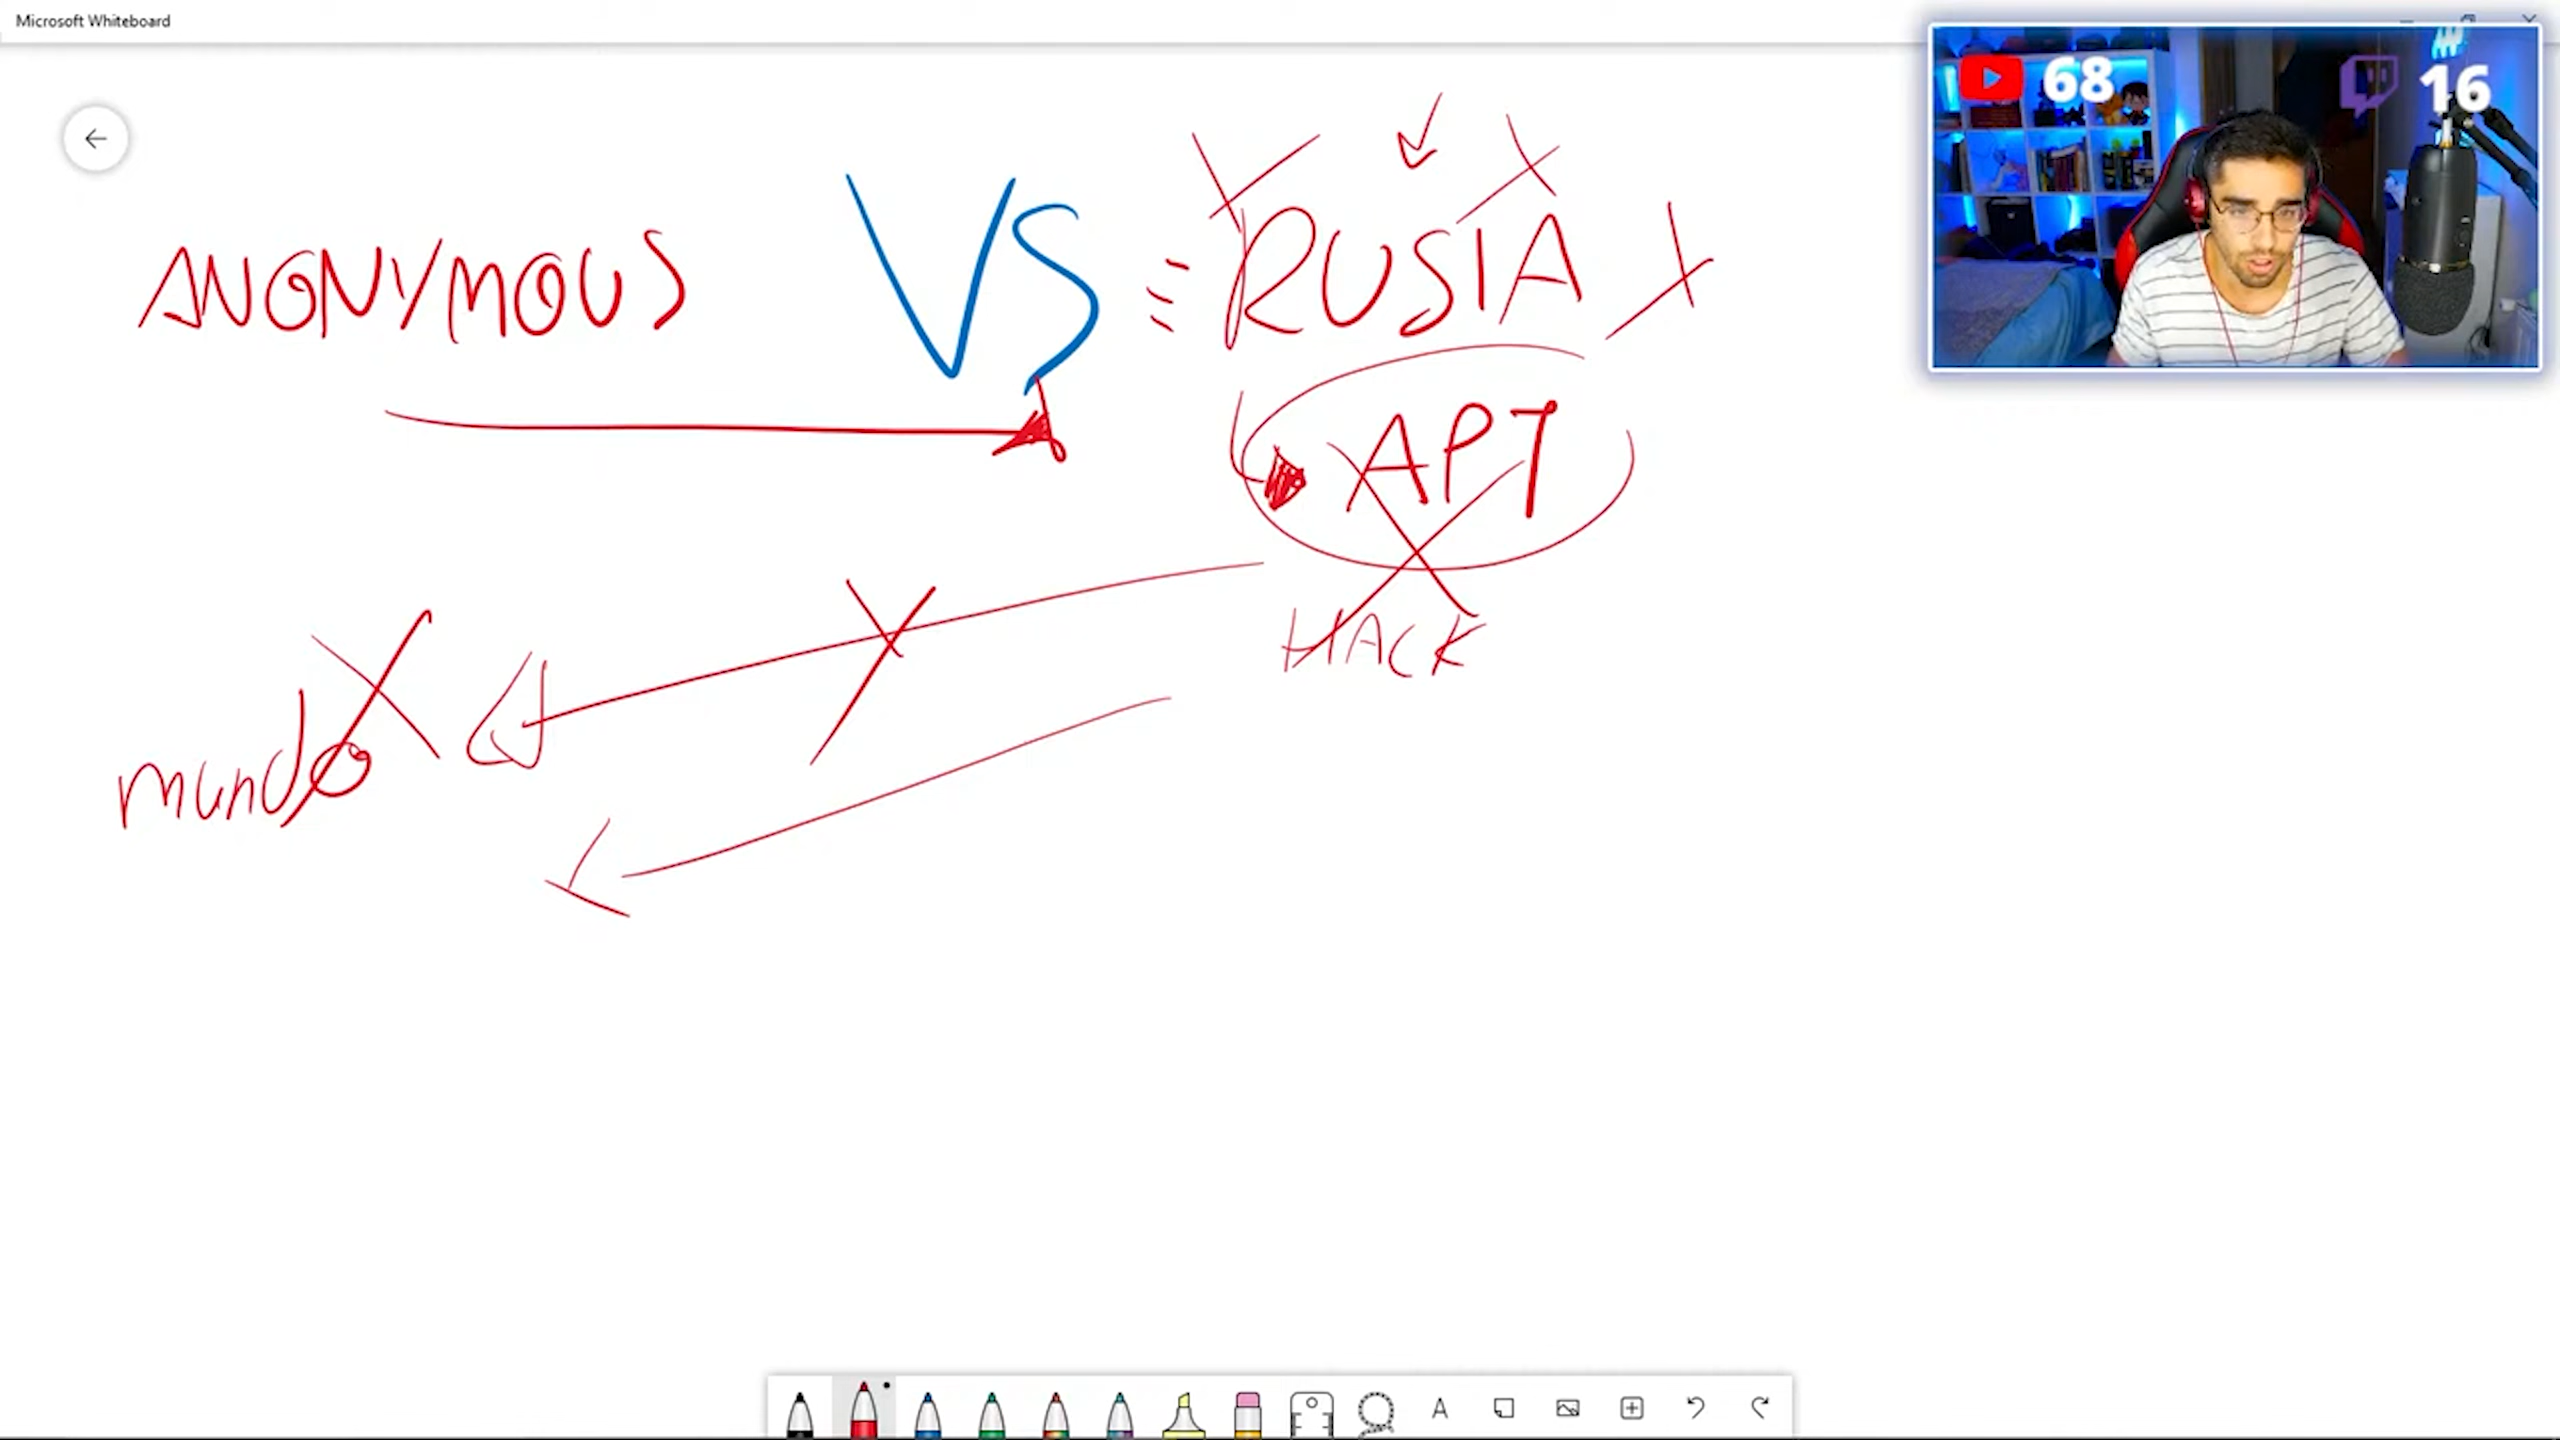 Microsoft Whiteboard
68
16
ANONYMOUS VS RUSIA
APT
HACK
mundo
A